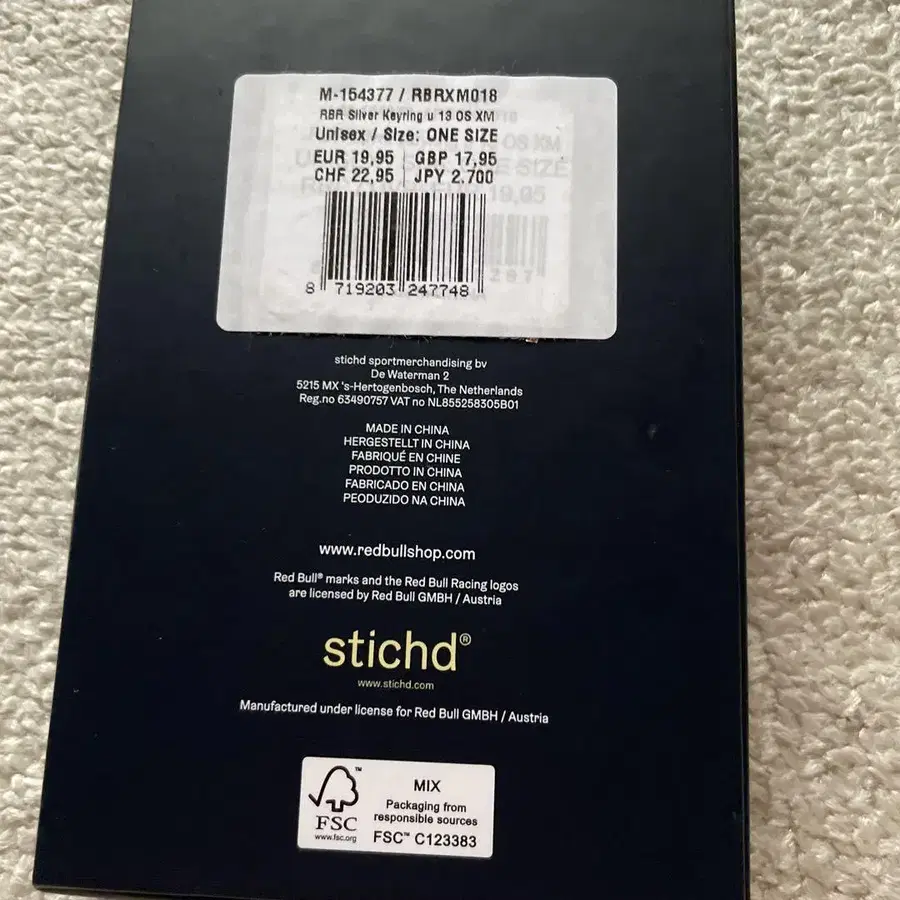 M-154377 / RBRXM018
RBR Silver Keyring u 13 OS XM
Unisex / Size: ONE SIZE
EUR 19,95 | GBP 17,95
CHF 22,95 | JPY 2.700
8 719203 247748
stichd sportmerchandising bv
De Waterman 2
5215 MX 's-Hertogenbosch, The Netherlands
Reg.no 63490757 VAT no NL855258305B01
MADE IN CHINA
HERGESTELLT IN CHINA
FABRIQUÉ EN CHINE
PRODOTTO IN CHINA
FABRICADO EN CHINA
PEODUZIDO NA CHINA
www.redbullshop.com
Red Bull® marks and the Red Bull Racing logos
are licensed by Red Bull GMBH / Austria
stichd®
www.stichd.com
Manufactured under license for Red Bull GMBH / Austria
FSC™
www.fsc.org
MIX
Packaging from
responsible sources
FSC™ C123383